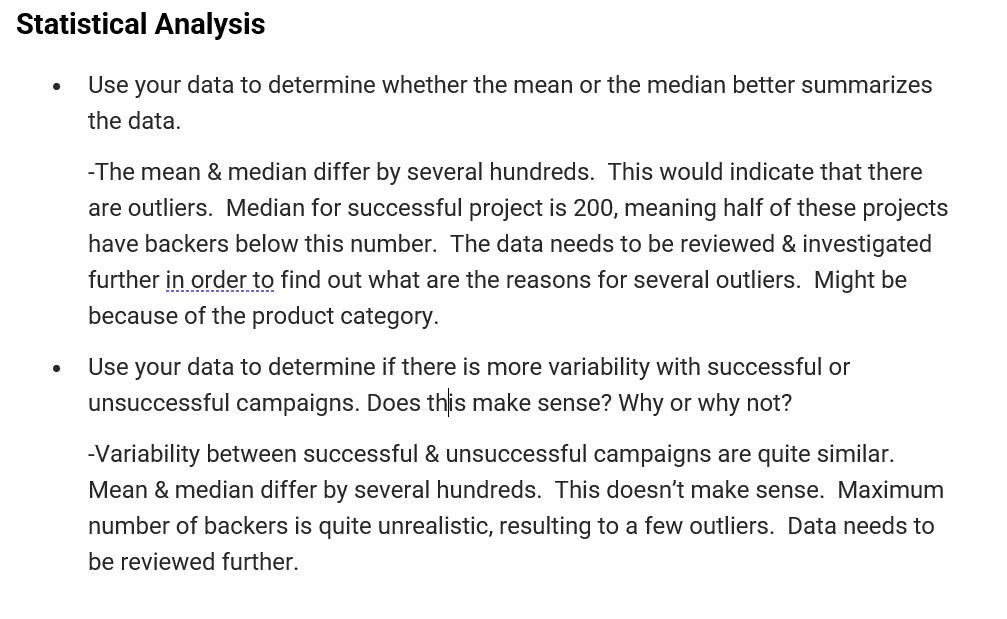 Statistical Analysis
• Use your data to determine whether the mean or the median better summarizes
the data.
-The mean & median differ by several hundreds.  This would indicate that there
are outliers.  Median for successful project is 200, meaning half of these projects
have backers below this number.  The data needs to be reviewed & investigated
further in order to find out what are the reasons for several outliers.  Might be
because of the product category.
• Use your data to determine if there is more variability with successful or
unsuccessful campaigns. Does this make sense? Why or why not?
-Variability between successful & unsuccessful campaigns are quite similar.
Mean & median differ by several hundreds.  This doesn’t make sense.  Maximum
number of backers is quite unrealistic, resulting to a few outliers.  Data needs to
be reviewed further.